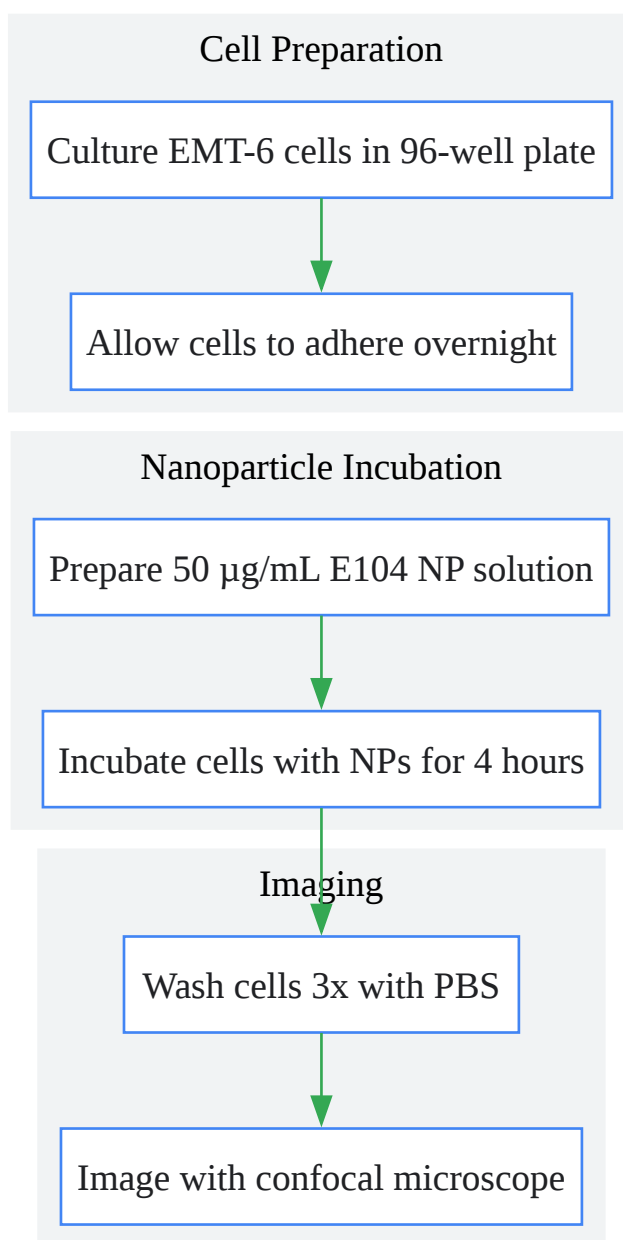 Cell Preparation
Culture EMT-6 cells in 96-well plate
Allow cells to adhere overnight
Nanoparticle Incubation
Prepare 50 µg/mL E104 NP solution
Incubate cells with NPs for 4 hours
Imaging
Wash cells 3x with PBS
Image with confocal microscope